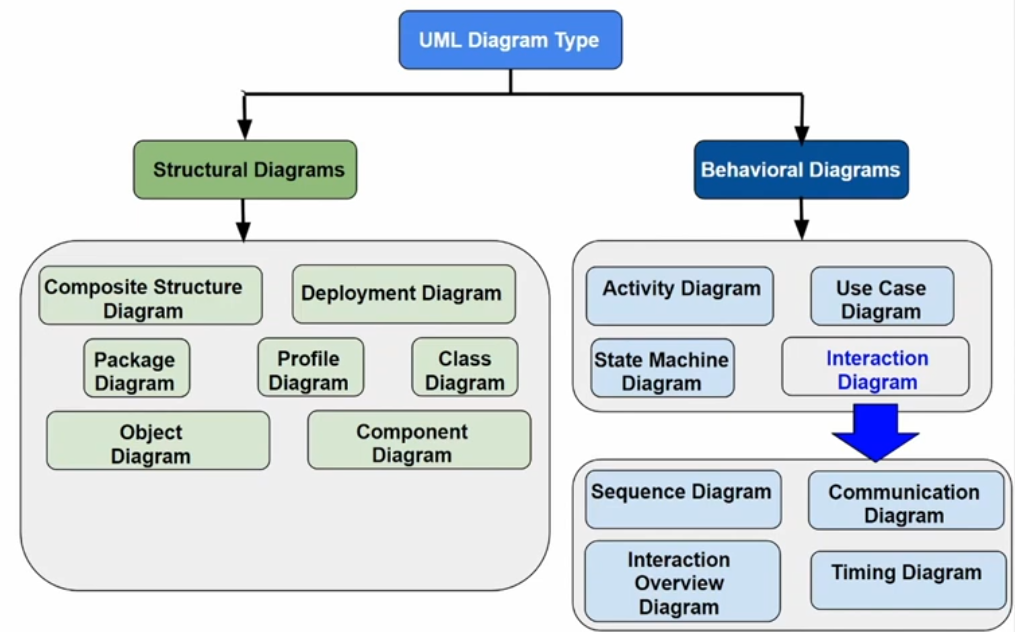 UML Diagram Type
Structural Diagrams
Behavioral Diagrams
Composite Structure
Diagram
Deployment Diagram
Package
Diagram
Profile
Diagram
Class
Diagram
Object
Diagram
Component
Diagram
Activity Diagram
Use Case
Diagram
State Machine
Diagram
Interaction
Diagram
Sequence Diagram
Communication
Diagram
Interaction
Overview
Diagram
Timing Diagram